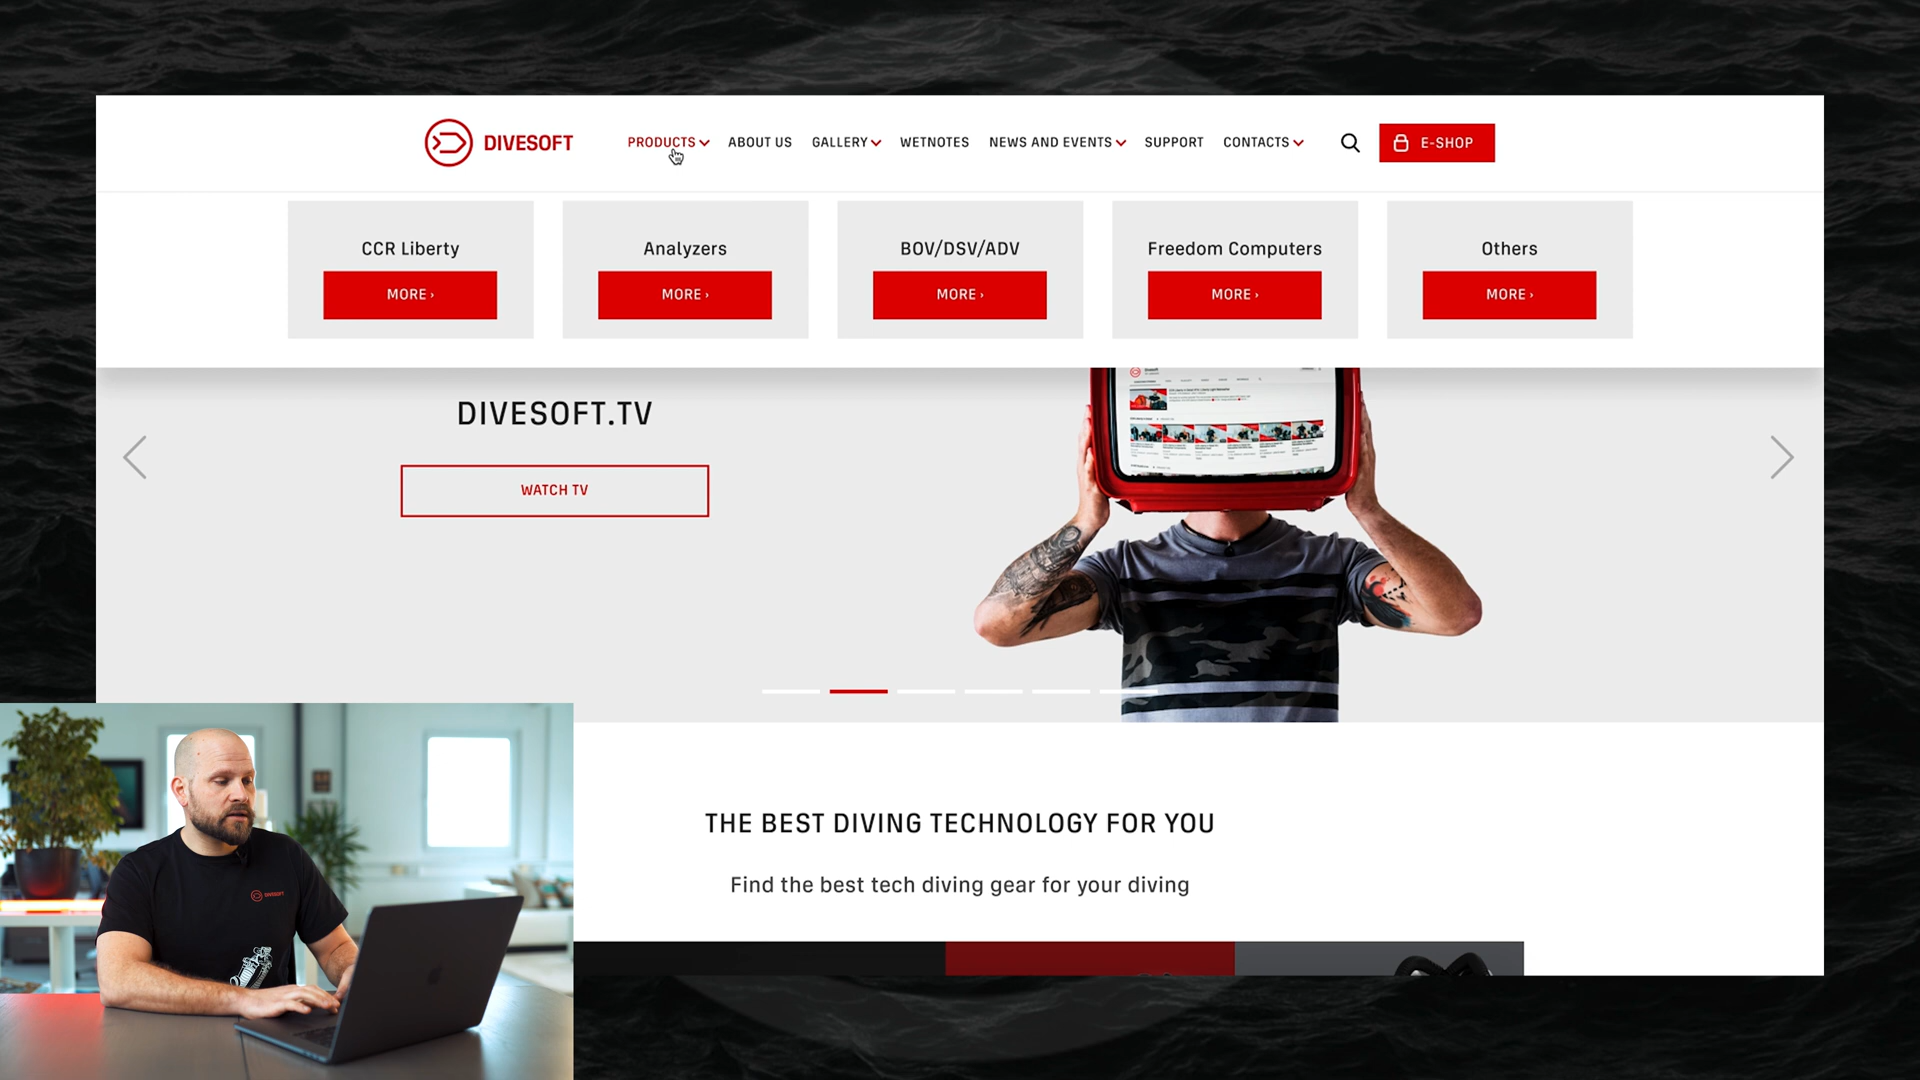 DIVESOFT
PRODUCTS ABOUT US GALLERY WETNOTES NEWS AND EVENTS SUPPORT CONTACTS E-SHOP
CCR Liberty Analyzers BOV/DSV/ADV Freedom Computers Others
MORE › MORE › MORE › MORE › MORE ›
DIVESOFT.TV
WATCH TV
THE BEST DIVING TECHNOLOGY FOR YOU
Find the best tech diving gear for your diving
DIVESOFT